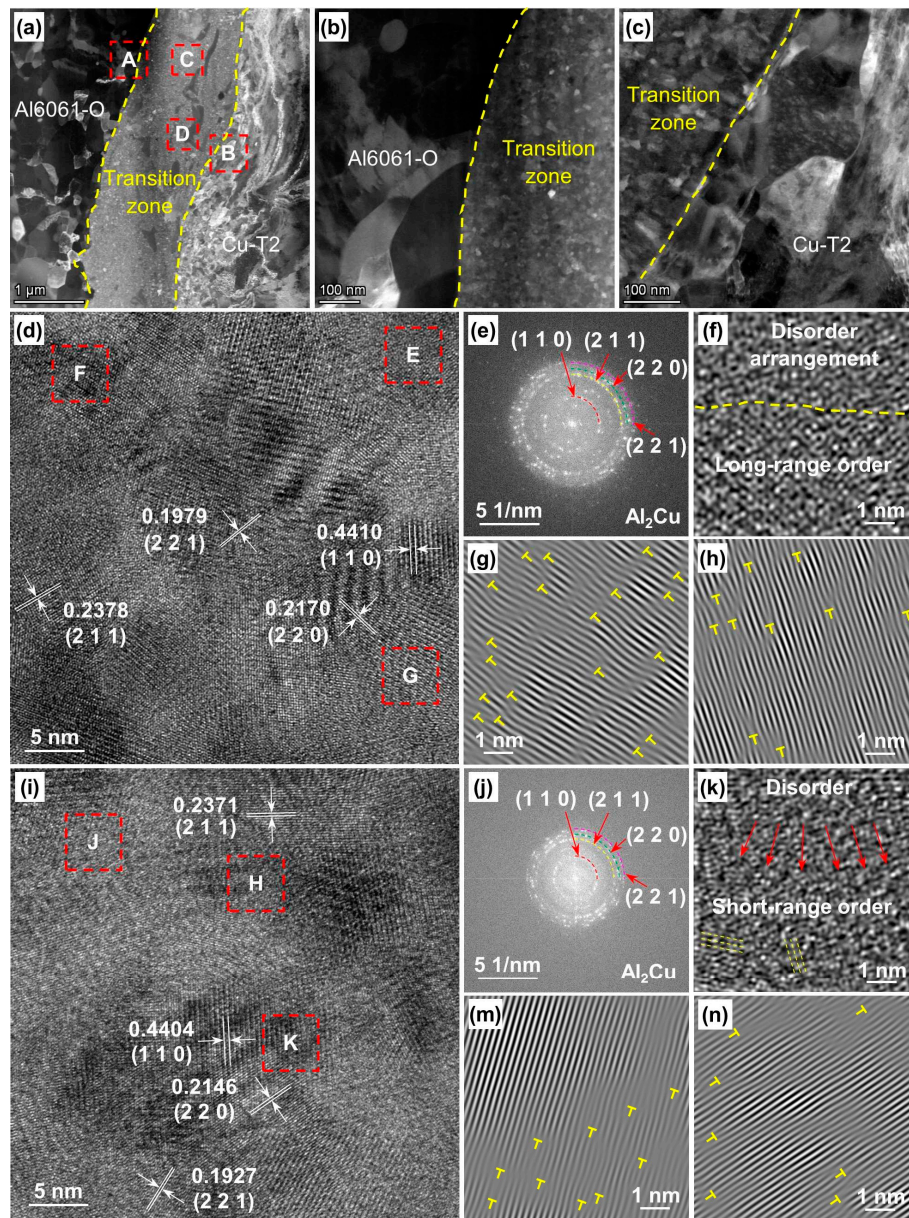 (a)
A
C
Al6061-O
D
B
Transition
zone
Cu-T2
1 μm
(b)
Al6061-O
Transition
zone
100 nm
(c)
Transition
zone
Cu-T2
100 nm
(d)
F
E
0.1979
(2 2 1)
0.4410
(1 1 0)
0.2378
(2 1 1)
0.2170
(2 2 0)
G
5 nm
(e)
(1 1 0)
(2 1 1)
(2 2 0)
(2 2 1)
5 1/nm
Al₂Cu
(f)
Disorder
arrangement
Long-range order
1 nm
(g)
1 nm
(h)
1 nm
(i)
0.2371
(2 1 1)
J
H
0.4404
(1 1 0)
K
0.2146
(2 2 0)
0.1927
(2 2 1)
5 nm
(j)
(1 1 0)
(2 1 1)
(2 2 0)
(2 2 1)
5 1/nm
Al₂Cu
(k)
Disorder
Short-range order
1 nm
(m)
1 nm
(n)
1 nm